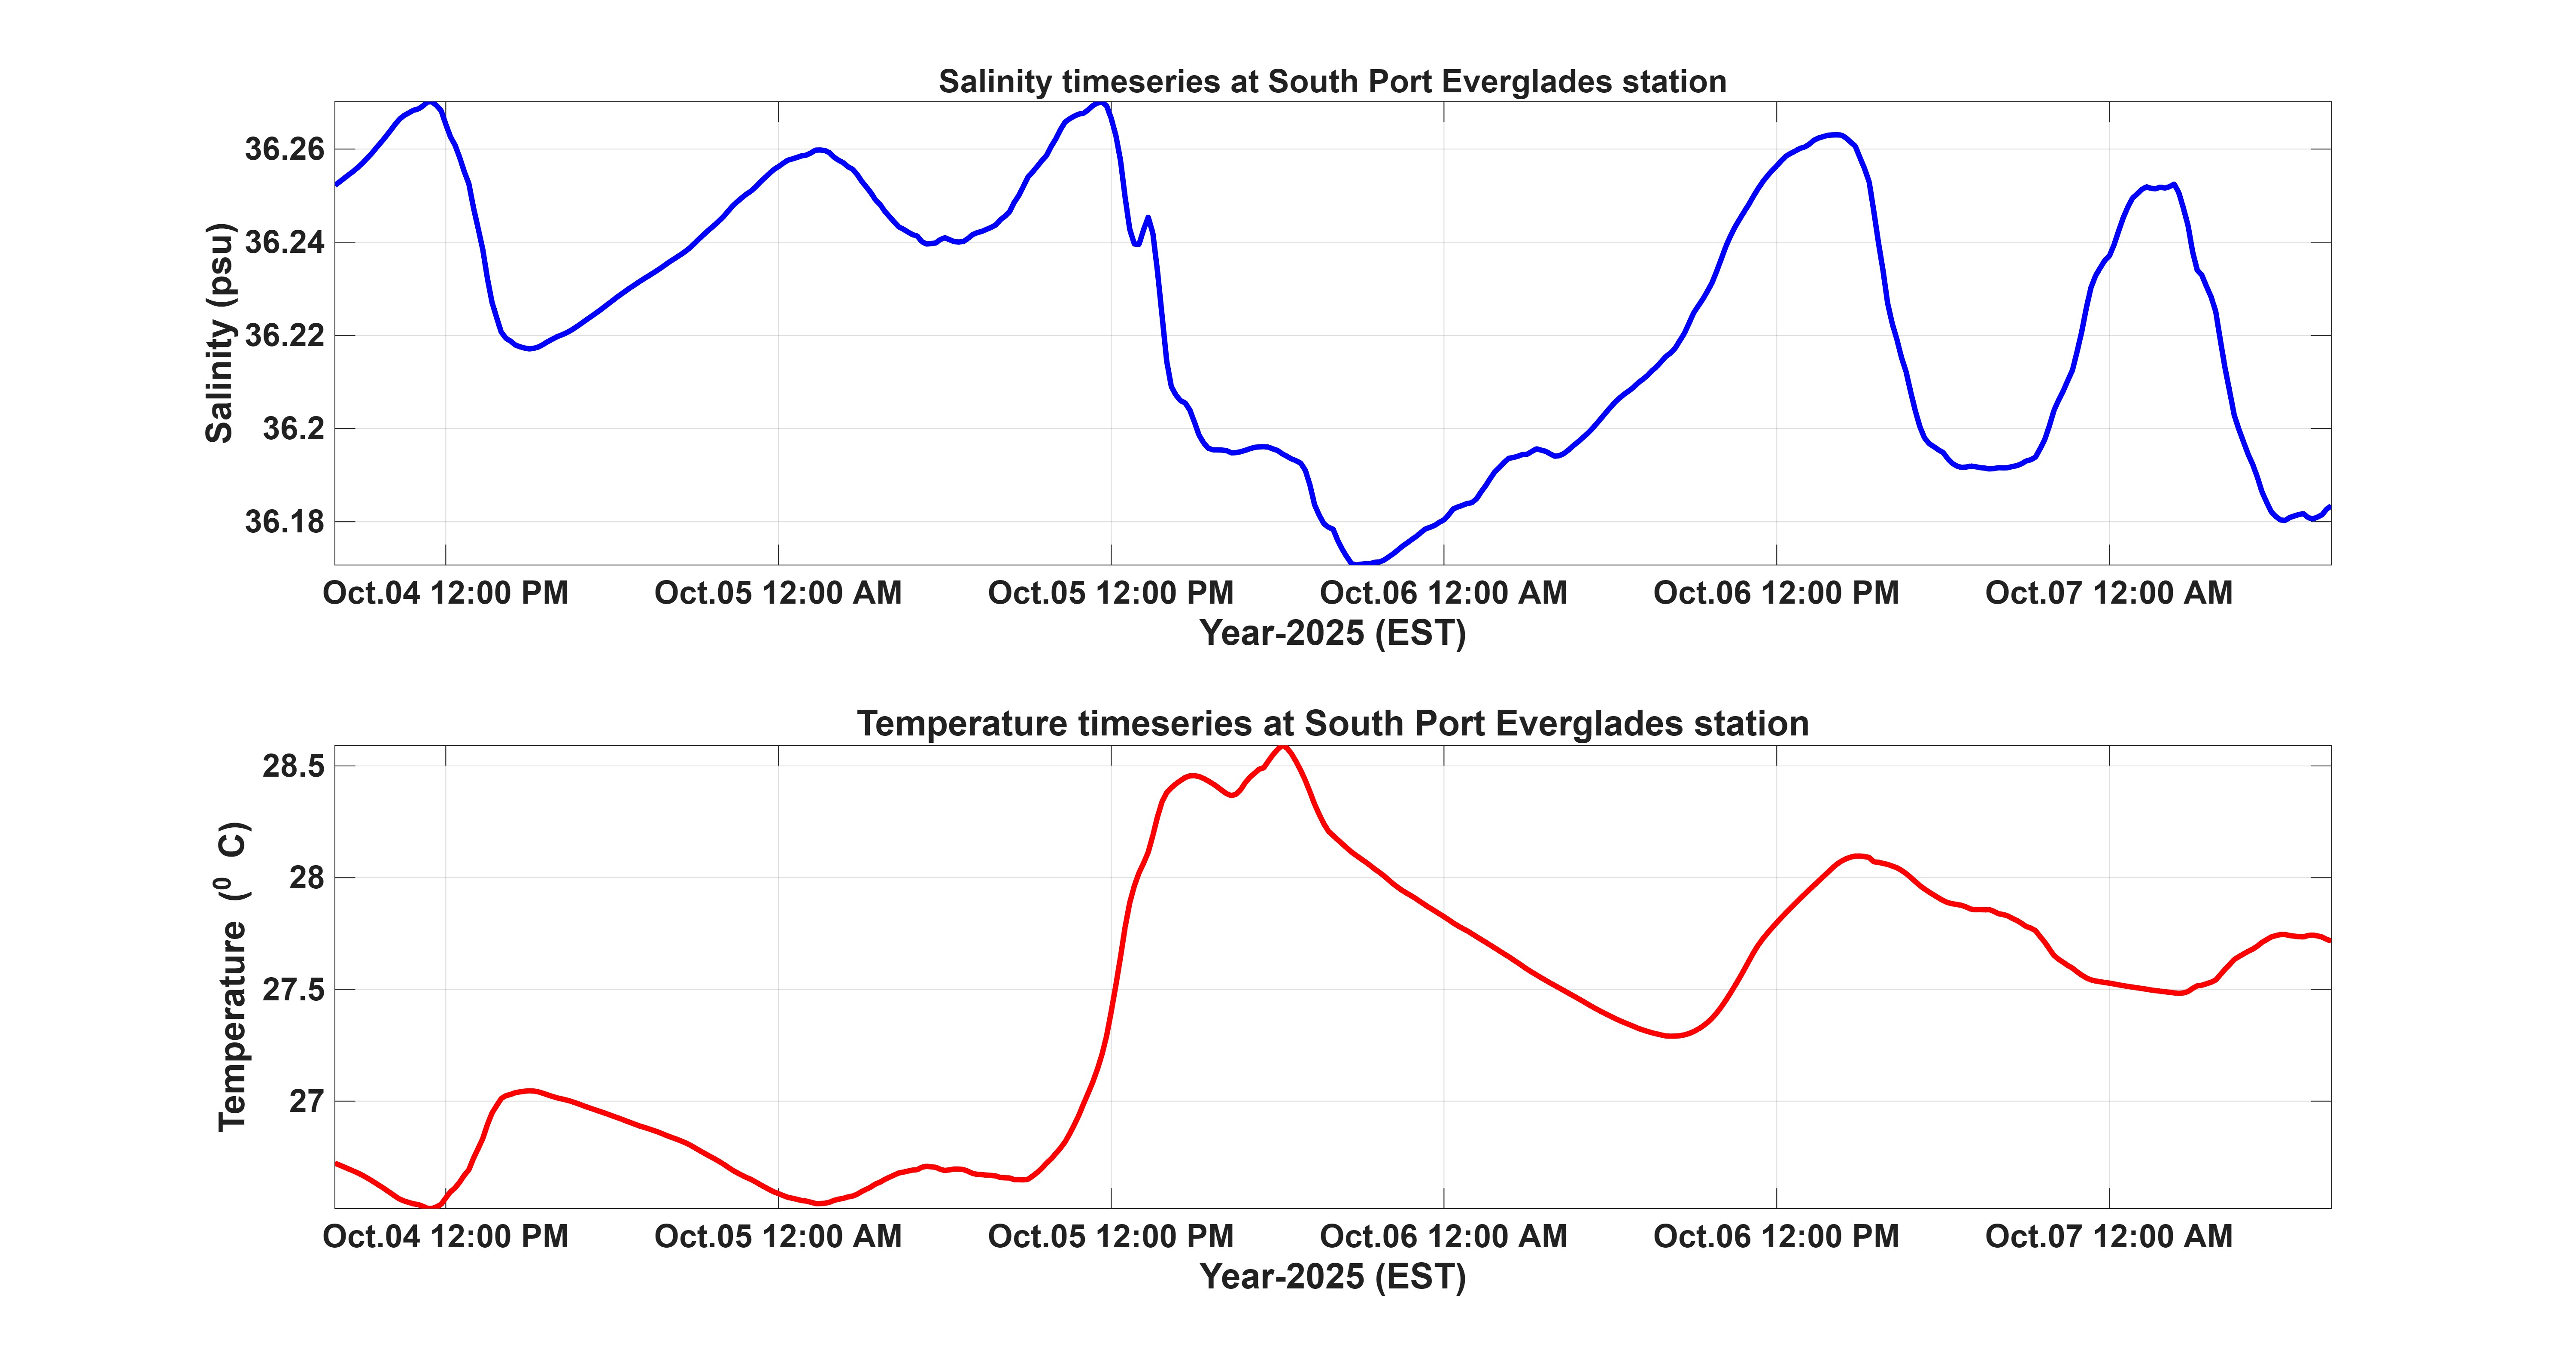 Salinity timeseries at South Port Everglades station
Salinity (psu)
36.26
36.24
36.22
36.2
36.18
Oct.04 12:00 PM Oct.05 12:00 AM Oct.05 12:00 PM Oct.06 12:00 AM Oct.06 12:00 PM Oct.07 12:00 AM
Year-2025 (EST)
Temperature timeseries at South Port Everglades station
Temperature (⁰ C)
28.5
28
27.5
27
Oct.04 12:00 PM Oct.05 12:00 AM Oct.05 12:00 PM Oct.06 12:00 AM Oct.06 12:00 PM Oct.07 12:00 AM
Year-2025 (EST)